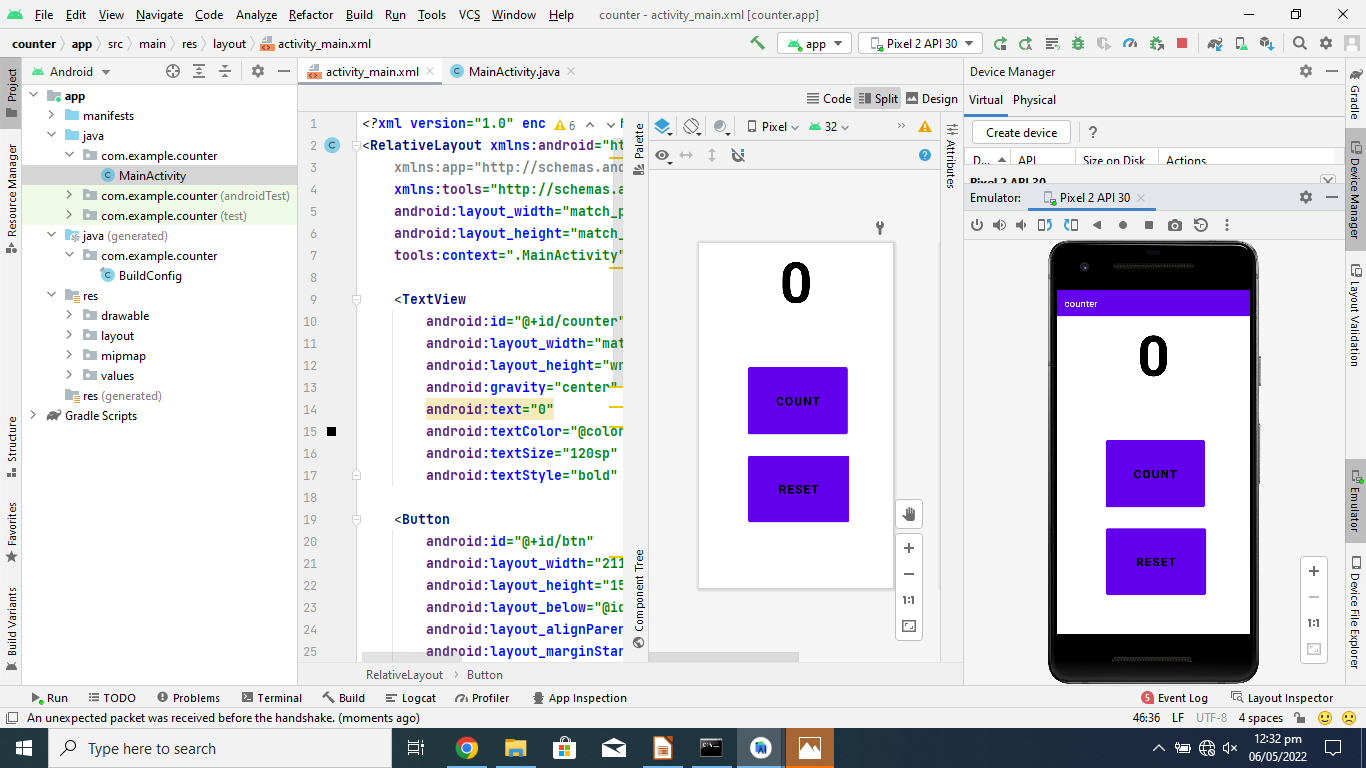 File Edit View Navigate Code Analyze Refactor Build Run Tools VCS Window Help counter - activity_main.xml [counter.app]
counter app src main res layout activity_main.xml app Pixel 2 API 30
Project
Resource Manager
Structure
Favorites
Build Variants
Android
app
manifests
java
com.example.counter
MainActivity
com.example.counter (androidTest)
com.example.counter (test)
java (generated)
com.example.counter
BuildConfig
res
drawable
layout
mipmap
values
res (generated)
Gradle Scripts
activity_main.xml MainActivity.java
Code Split Design
6
1 <?xml version="1.0" enc
2 <RelativeLayout xmlns:android="ht
3 xmlns:app="http://schemas.and
4 xmlns:tools="http://schemas.a
5 android:layout_width="match_p
6 android:layout_height="match_
7 tools:context=".MainActivity"
8
9 <TextView
10 android:id="@+id/counter"
11 android:layout_width="mat
12 android:layout_height="wr
13 android:gravity="center"
14 android:text="0"
15 android:textColor="@color
16 android:textSize="120sp"
17 android:textStyle="bold"
18
19 <Button
20 android:id="@+id/btn"
21 android:layout_width="211
22 android:layout_height="15
23 android:layout_below="@id
24 android:layout_alignParen
25 android:layout_marginStar
RelativeLayout Button
Palette
Component Tree
Pixel 32
Attributes
0
COUNT
RESET
1:1
Device Manager
Virtual Physical
Create device ?
D... API Size on Disk Actions
Pixel 2 API 30
Emulator: Pixel 2 API 30
counter
0
COUNT
RESET
1:1
Gradle
Device Manager
Layout Validation
Emulator
Device File Explorer
Run TODO Problems Terminal Build Logcat Profiler App Inspection 5 Event Log Layout Inspector
An unexpected packet was received before the handshake. (moments ago) 46:36 LF UTF-8 4 spaces
Type here to search
12:32 pm
06/05/2022